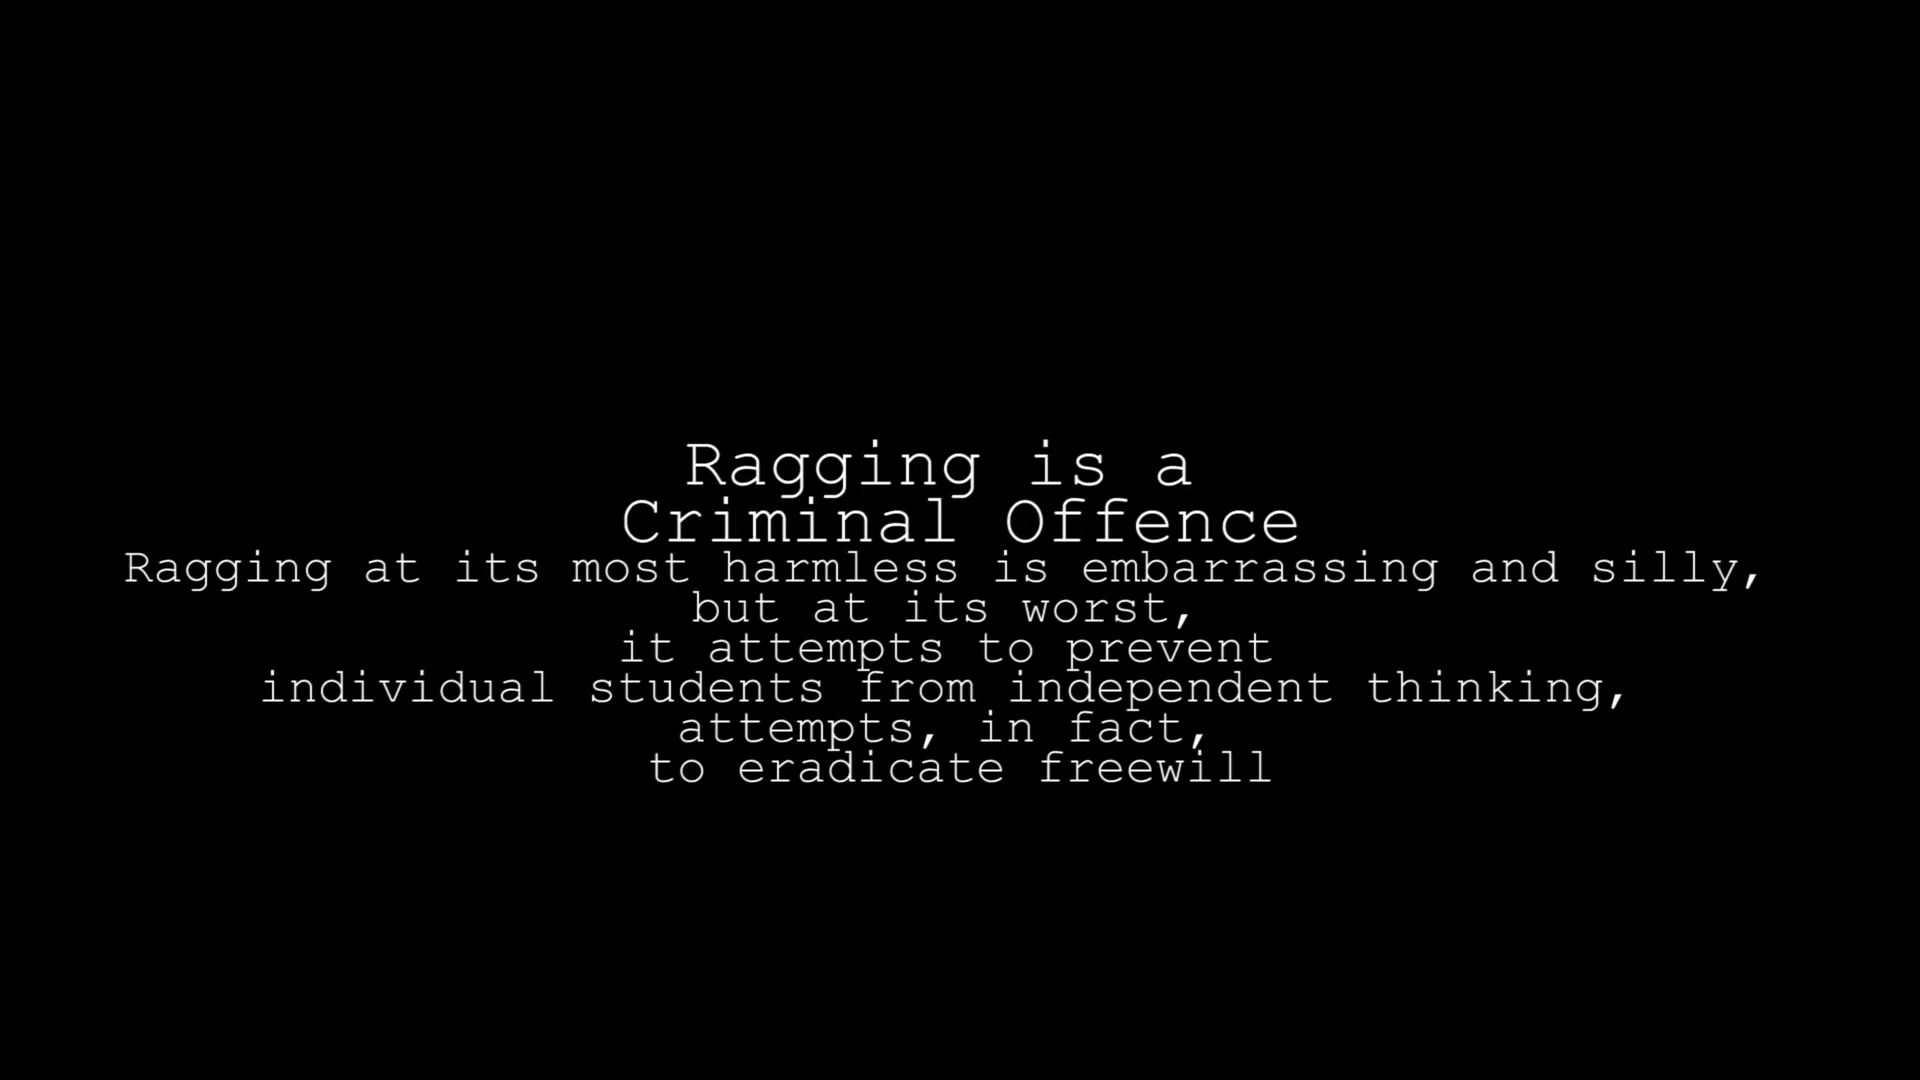 Ragging is a
Criminal Offence
Ragging at its most harmless is embarrassing and silly,
but at its worst,
it attempts to prevent
individual students from independent thinking,
attempts, in fact,
to eradicate freewill